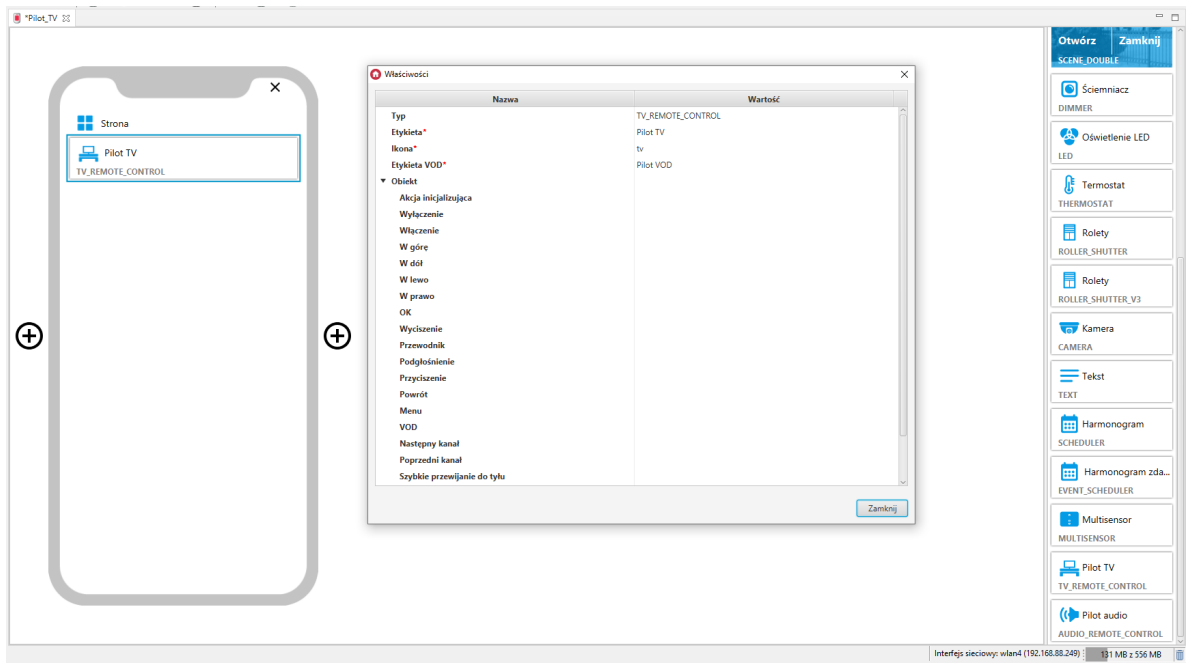 *Pilot_TV
Strona
Pilot TV
TV_REMOTE_CONTROL
Właściwości
Nazwa Wartość
Typ TV_REMOTE_CONTROL
Etykieta* Pilot TV
Ikona* tv
Etykieta VOD* Pilot VOD
Obiekt
Akcja inicjalizująca
Wyłączenie
Włączenie
W górę
W dół
W lewo
W prawo
OK
Wyciszenie
Przewodnik
Podgłośnienie
Przyciszenie
Powrót
Menu
VOD
Następny kanał
Poprzedni kanał
Szybkie przewijanie do tyłu
Zamknij
Otwórz Zamknij
SCENE_DOUBLE
Ściemniacz
DIMMER
Oświetlenie LED
LED
Termostat
THERMOSTAT
Rolety
ROLLER_SHUTTER
Rolety
ROLLER_SHUTTER_V3
Kamera
CAMERA
Tekst
TEXT
Harmonogram
SCHEDULER
Harmonogram zda...
EVENT_SCHEDULER
Multisensor
MULTISENSOR
Pilot TV
TV_REMOTE_CONTROL
Pilot audio
AUDIO_REMOTE_CONTROL
Interfejs sieciowy: wlan4 (192.168.88.249) 131 MB z 556 MB